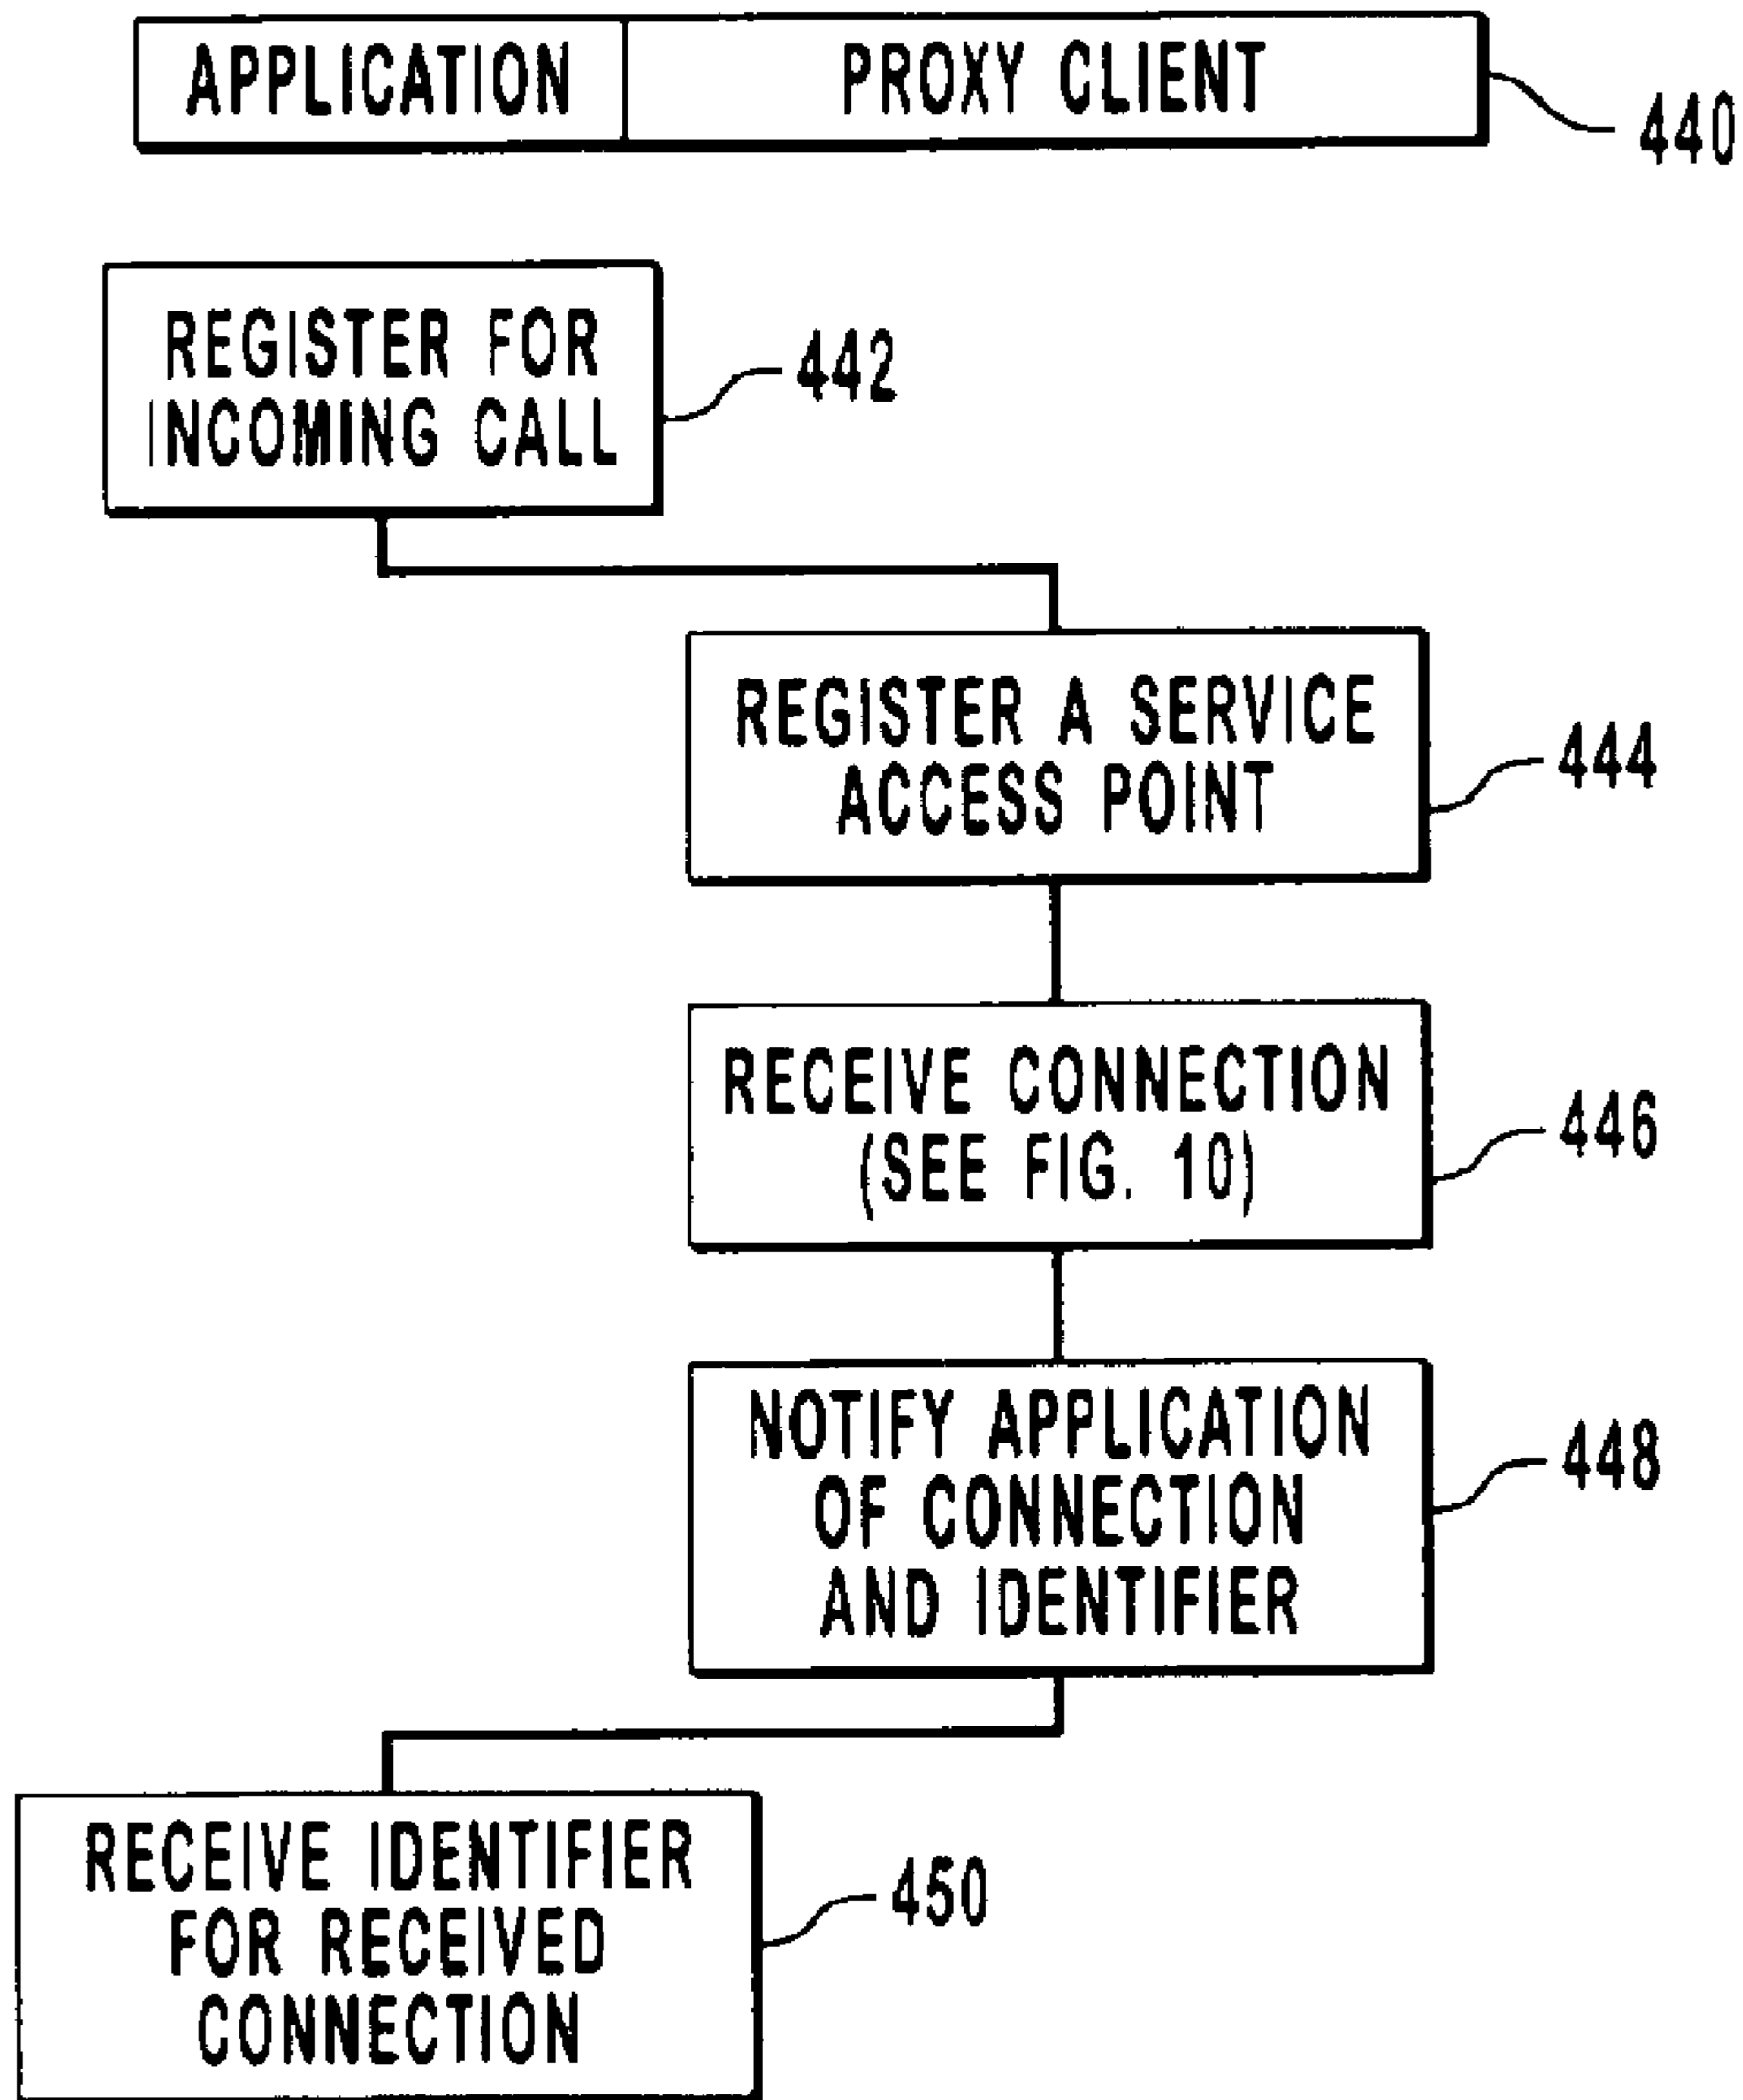 APPLICATION PROXY CLIENT
440
REGISTER FOR
INCOMING CALL
442
REGISTER A SERVICE
ACCESS POINT
444
RECEIVE CONNECTION
(SEE FIG. 10)
446
NOTIFY APPLICATION
OF CONNECTION
AND IDENTIFIER
448
RECEIVE IDENTIFIER
FOR RECEIVED
CONNECTION
450